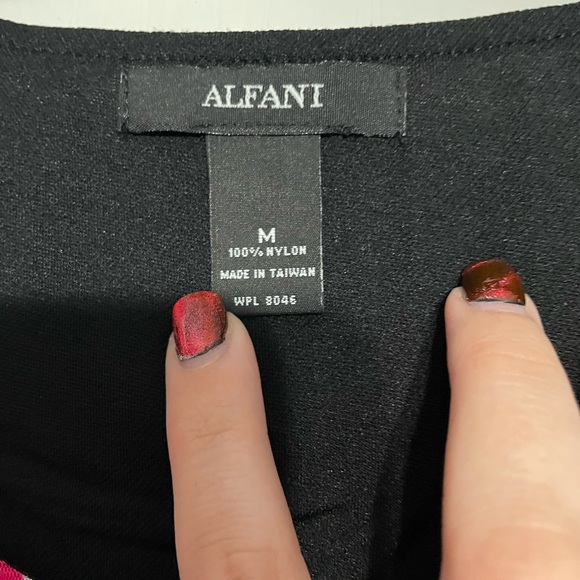 ALFANI
M
100% NYLON
MADE IN TAIWAN
WPL 8046